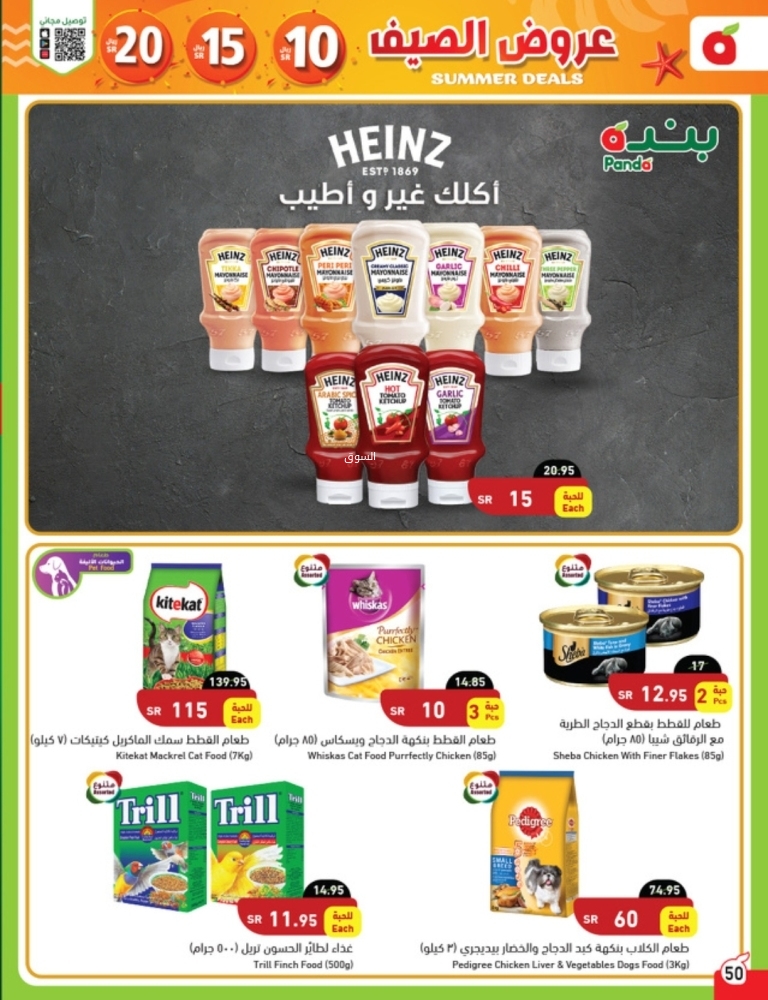 توصيل مجاني
20 ريال SR
15 ريال SR
10 ريال SR
عروض الصيف
SUMMER DEALS
HEINZ
ESTD 1869
أكلك غير و أطيب
بنده
Panda
HEINZ MAYONNAISE
HEINZ CHIPOTLE MAYONNAISE
HEINZ PERI PERI MAYONNAISE
HEINZ CREAMY CLASSIC MAYONNAISE
HEINZ GARLIC MAYONNAISE
HEINZ CHILLI MAYONNAISE
HEINZ MAYONNAISE
HEINZ ARABIC TOMATO KETCHUP
HEINZ HOT TOMATO KETCHUP
HEINZ GARLIC TOMATO KETCHUP
السوق
20.95
SR 15 للحبة Each
طعام الحيوانات الأليفة
Pet Food
kitekat
139.95
SR 115 للحبة Each
طعام القطط سمك الماكريل كيتيكات (٧ كيلو)
Kitekat Mackrel Cat Food (7Kg)
متنوع
Assorted
whiskas
Purrfectly
CHICKEN
14.85
SR 10 3 حبة Pcs
طعام القطط بنكهة الدجاج ويسكاس (٨٥ جرام)
Whiskas Cat Food Purrfectly Chicken (85g)
متنوع
Assorted
Sheba
17
SR 12.95 2 حبة Pcs
طعام للقطط بقطع الدجاج الطرية
مع الرقائق شيبا (٨٥ جرام)
Sheba Chicken With Finer Flakes (85g)
متنوع
Assorted
Trill
Trill
14.95
SR 11.95 للحبة Each
غذاء لطائر الحسون تريل (٥٠٠ جرام)
Trill Finch Food (500g)
متنوع
Assorted
Pedigree
SMALL
74.95
SR 60 للحبة Each
طعام الكلاب بنكهة كبد الدجاج والخضار بيديجري (٣ كيلو)
Pedigree Chicken Liver & Vegetables Dogs Food (3Kg)
50